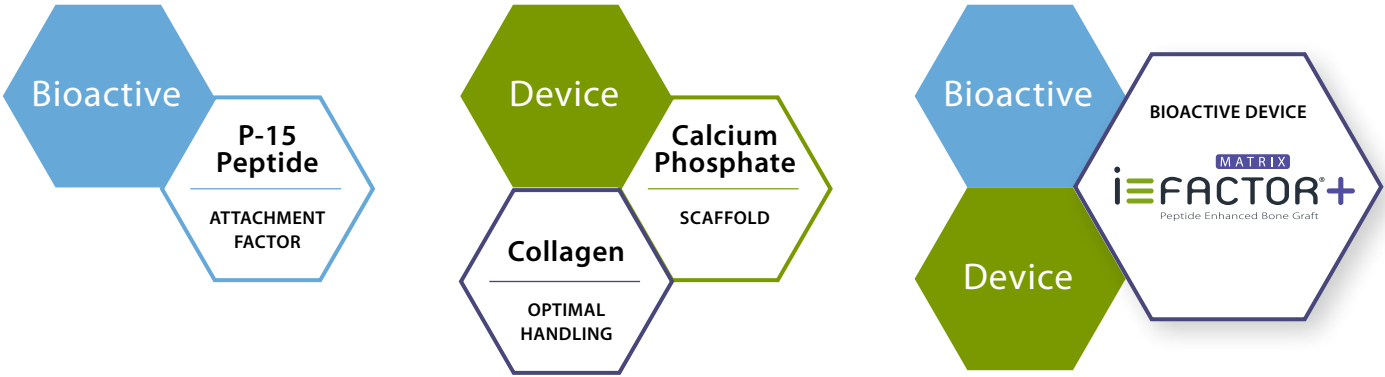 Bioactive
P-15
Peptide
ATTACHMENT
FACTOR
Device
Calcium
Phosphate
SCAFFOLD
Collagen
OPTIMAL
HANDLING
Bioactive
Device
BIOACTIVE DEVICE
MATRIX
i≡FACTOR®+
Peptide Enhanced Bone Graft